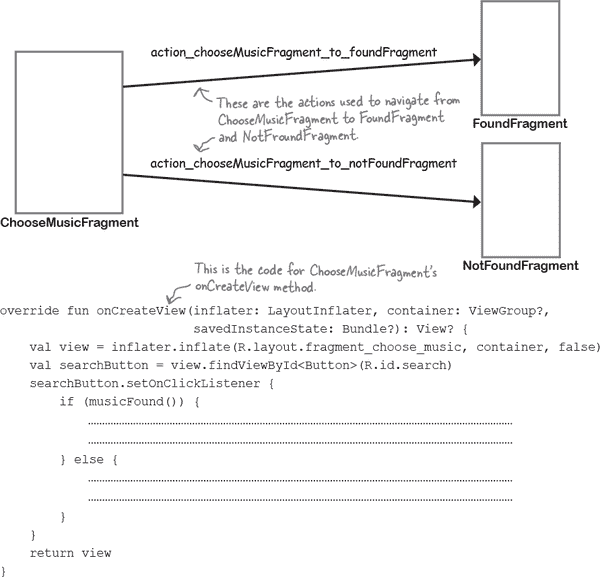 action_chooseMusicFragment_to_foundFragment
These are the actions used to navigate from
ChooseMusicFragment to FoundFragment
and NotFroundFragment.
FoundFragment
action_chooseMusicFragment_to_notFoundFragment
ChooseMusicFragment
NotFoundFragment
This is the code for ChooseMusicFragment's
onCreateView method.
override fun onCreateView(inflater: LayoutInflater, container: ViewGroup?,
savedInstanceState: Bundle?): View? {
val view = inflater.inflate(R.layout.fragment_choose_music, container, false)
val searchButton = view.findViewById<Button>(R.id.search)
searchButton.setOnClickListener {
if (musicFound()) {
} else {
}
}
return view
}